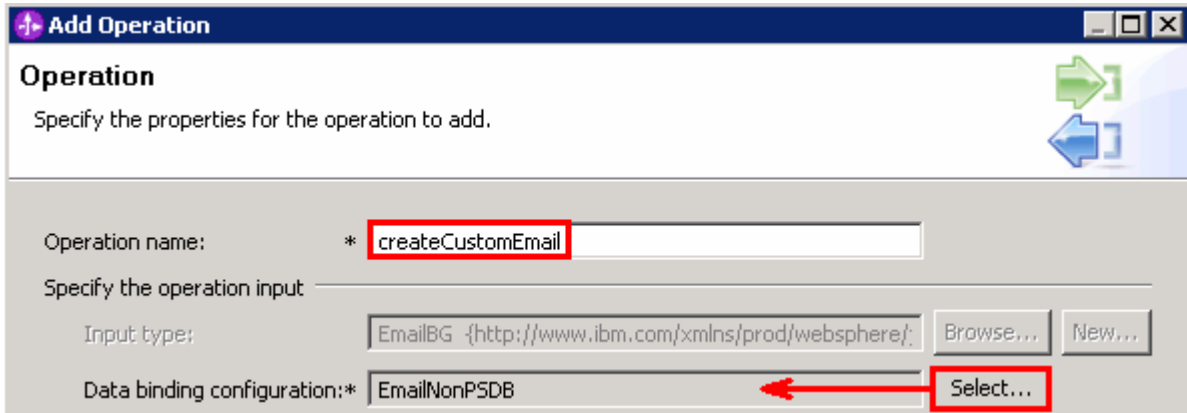 Add Operation
Operation
Specify the properties for the operation to add.
Operation name: * createCustomEmail
Specify the operation input
Input type: EmailBG {http://www.ibm.com/xmlns/prod/websphere/ Browse... New...
Data binding configuration:* EmailNonPSDB Select...